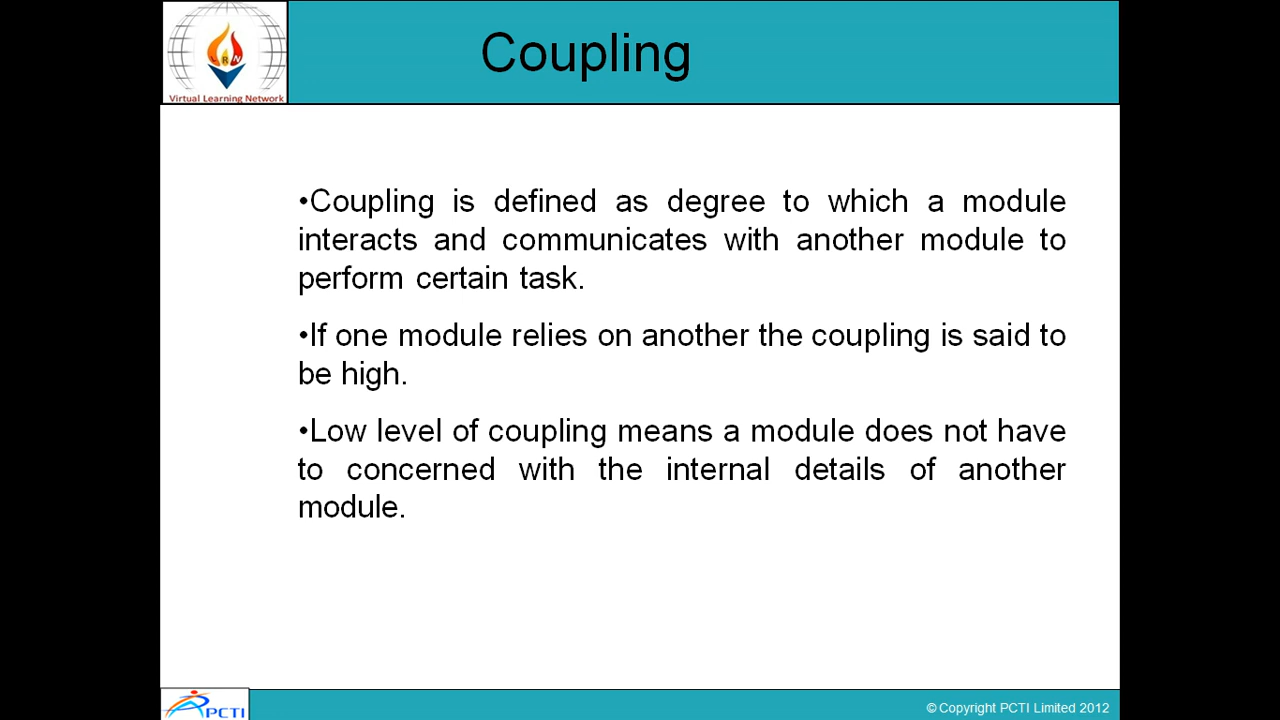 Coupling
LRN
Virtual Learning Network
•Coupling is defined as degree to which a module
interacts and communicates with another module to
perform certain task.
•If one module relies on another the coupling is said to
be high.
•Low level of coupling means a module does not have
to concerned with the internal details of another
module.
PCTI
© Copyright PCTI Limited 2012